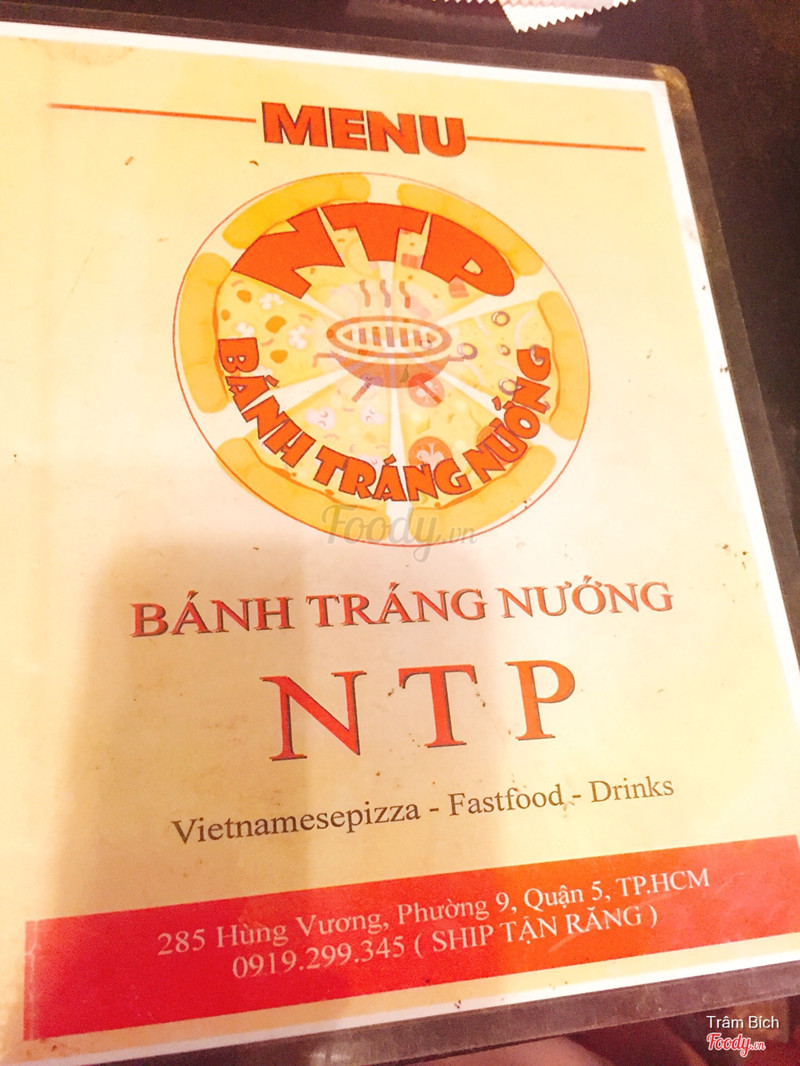 MENU
NTP
BÁNH TRÁNG NƯỚNG
Foody.vn
BÁNH TRÁNG NƯỚNG
NTP
Vietnamesepizza - Fastfood - Drinks
285 Hùng Vương, Phường 9, Quận 5, TP.HCM
0919.299.345 ( SHIP TẬN RĂNG )
Trâm Bích
Foody.vn